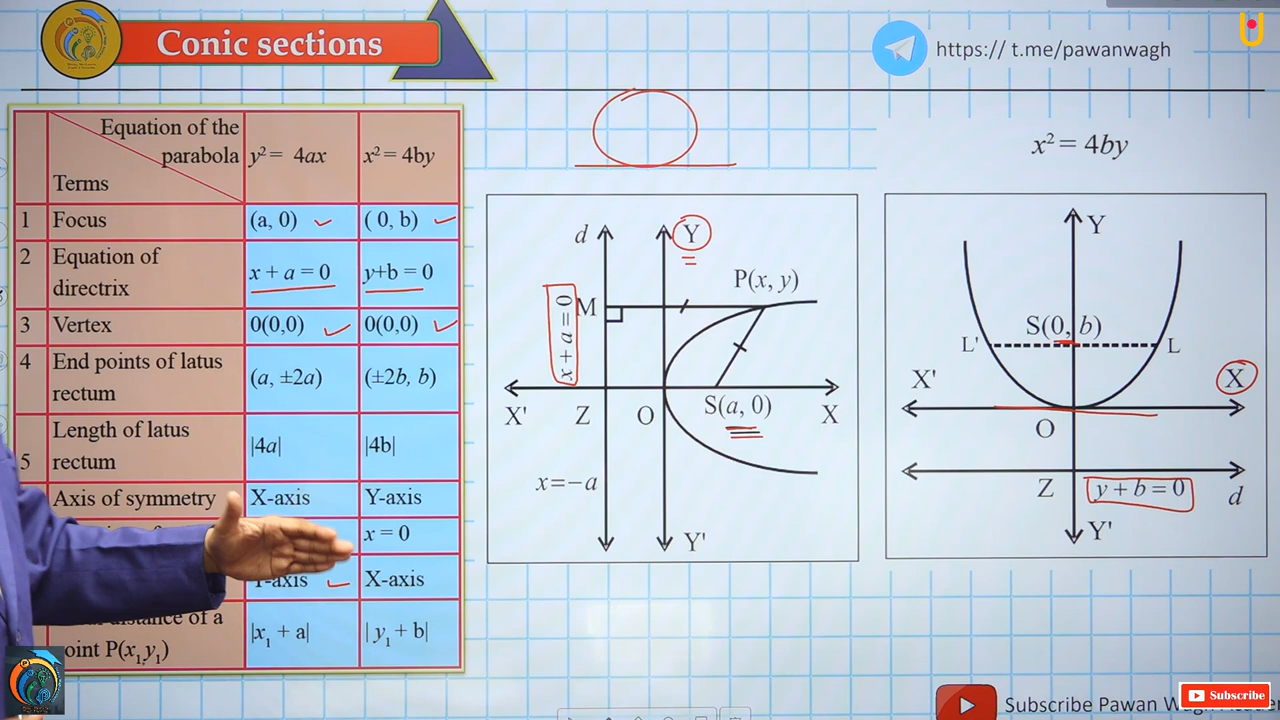 Conic sections
https:// t.me/pawanwagh
Equation of the
parabola
Terms
y² = 4ax
x² = 4by
1 Focus (a, 0) ( 0, b)
2 Equation of
directrix
x + a = 0 y+b = 0
3 Vertex 0(0,0) 0(0,0)
4 End points of latus
rectum
(a, ±2a) (±2b, b)
Length of latus
5 rectum
|4a| |4b|
Axis of symmetry X-axis Y-axis
x = 0
Y-axis X-axis
distance of a
point P(x₁,y₁)
|x₁ + a| | y₁ + b|
d
Y
P(x, y)
M
x + a = 0
X'
Z
O
S(a, 0)
X
x=−a
Y'
x² = 4by
Y
S(0, b)
L'
L
X'
X
O
Z
y + b = 0
d
Y'
Subscribe
Subscribe Pawan Wagh